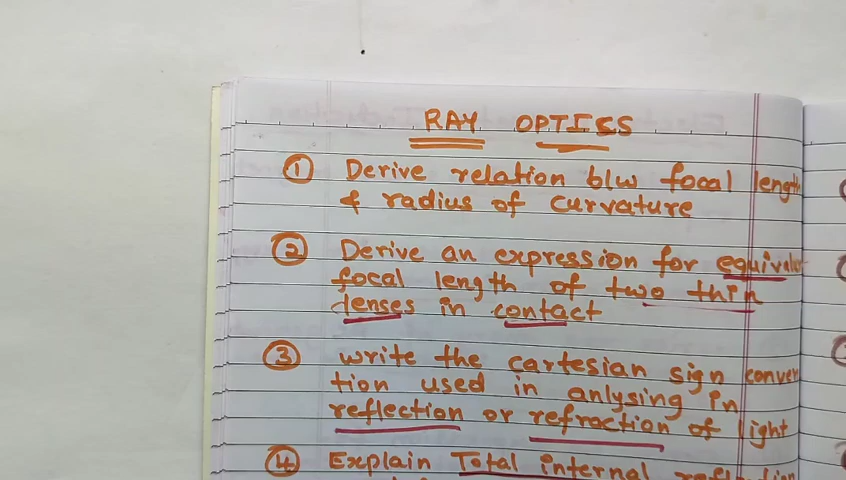 RAY OPTICS
① Derive relation b/w focal length
& radius of curvature
② Derive an expression for equivalen
focal length of two thin
lenses in contact
③ write the cartesian sign conven
tion used in anlysing in
reflection or refraction of light
④ Explain Total internal reflection